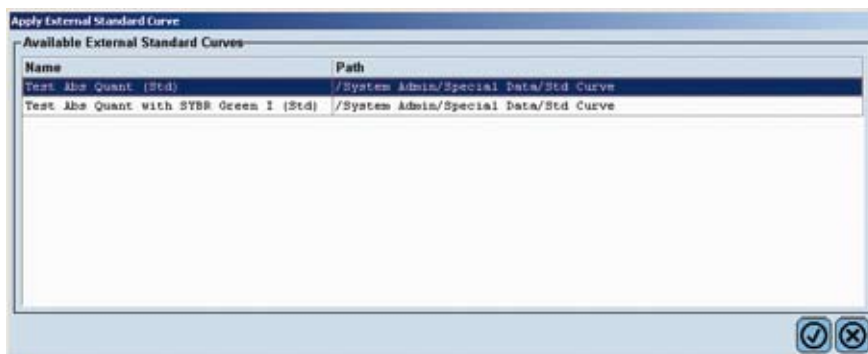 Apply External Standard Curve
Available External Standard Curves
Name Path
Test Abs Quant (Std) /System Admin/Special Data/Std Curve
Test Abs Quant with SYBR Green I (Std) /System Admin/Special Data/Std Curve